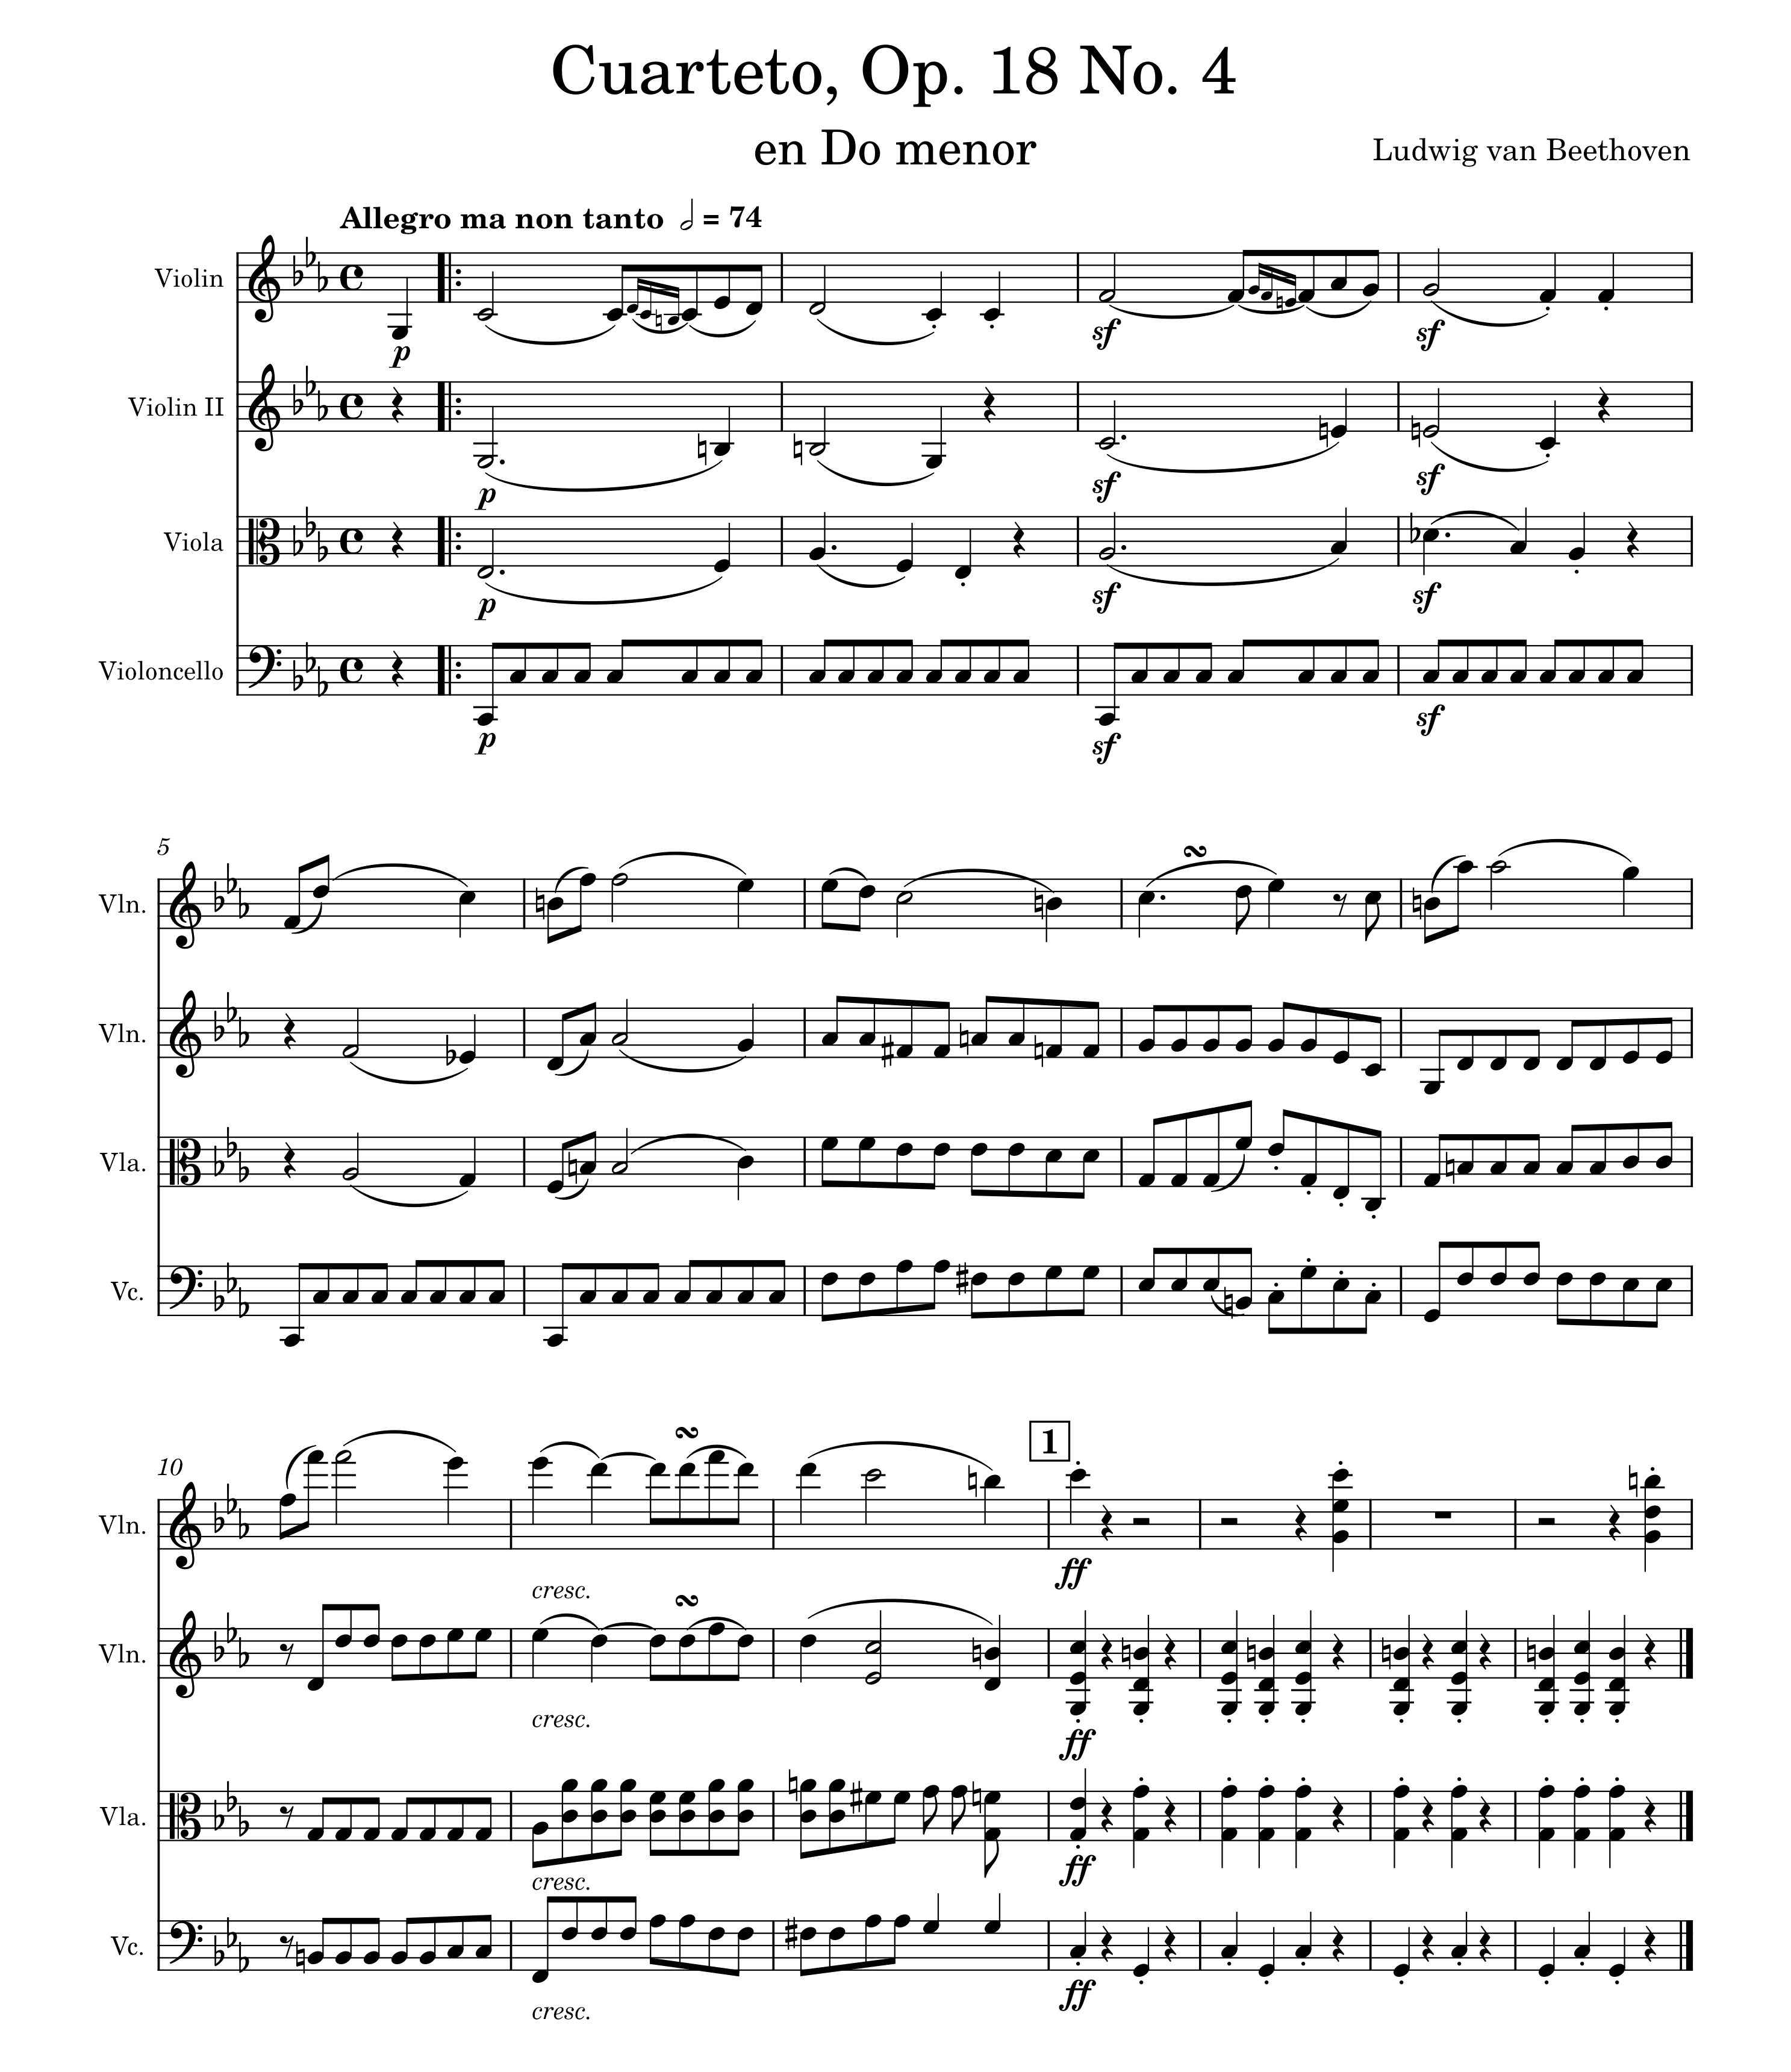 Cuarteto, Op. 18 No. 4
en Do menor
Ludwig van Beethoven
Allegro ma non tanto 𝅗𝅥 = 74
Violin
p
sf
sf
Violin II
p
sf
sf
Viola
p
sf
sf
Violoncello
p
sf
sf
5
Vln.
Vln.
Vla.
Vc.
10
1
Vln.
cresc.
ff
Vln.
cresc.
ff
Vla.
cresc.
ff
Vc.
cresc.
ff